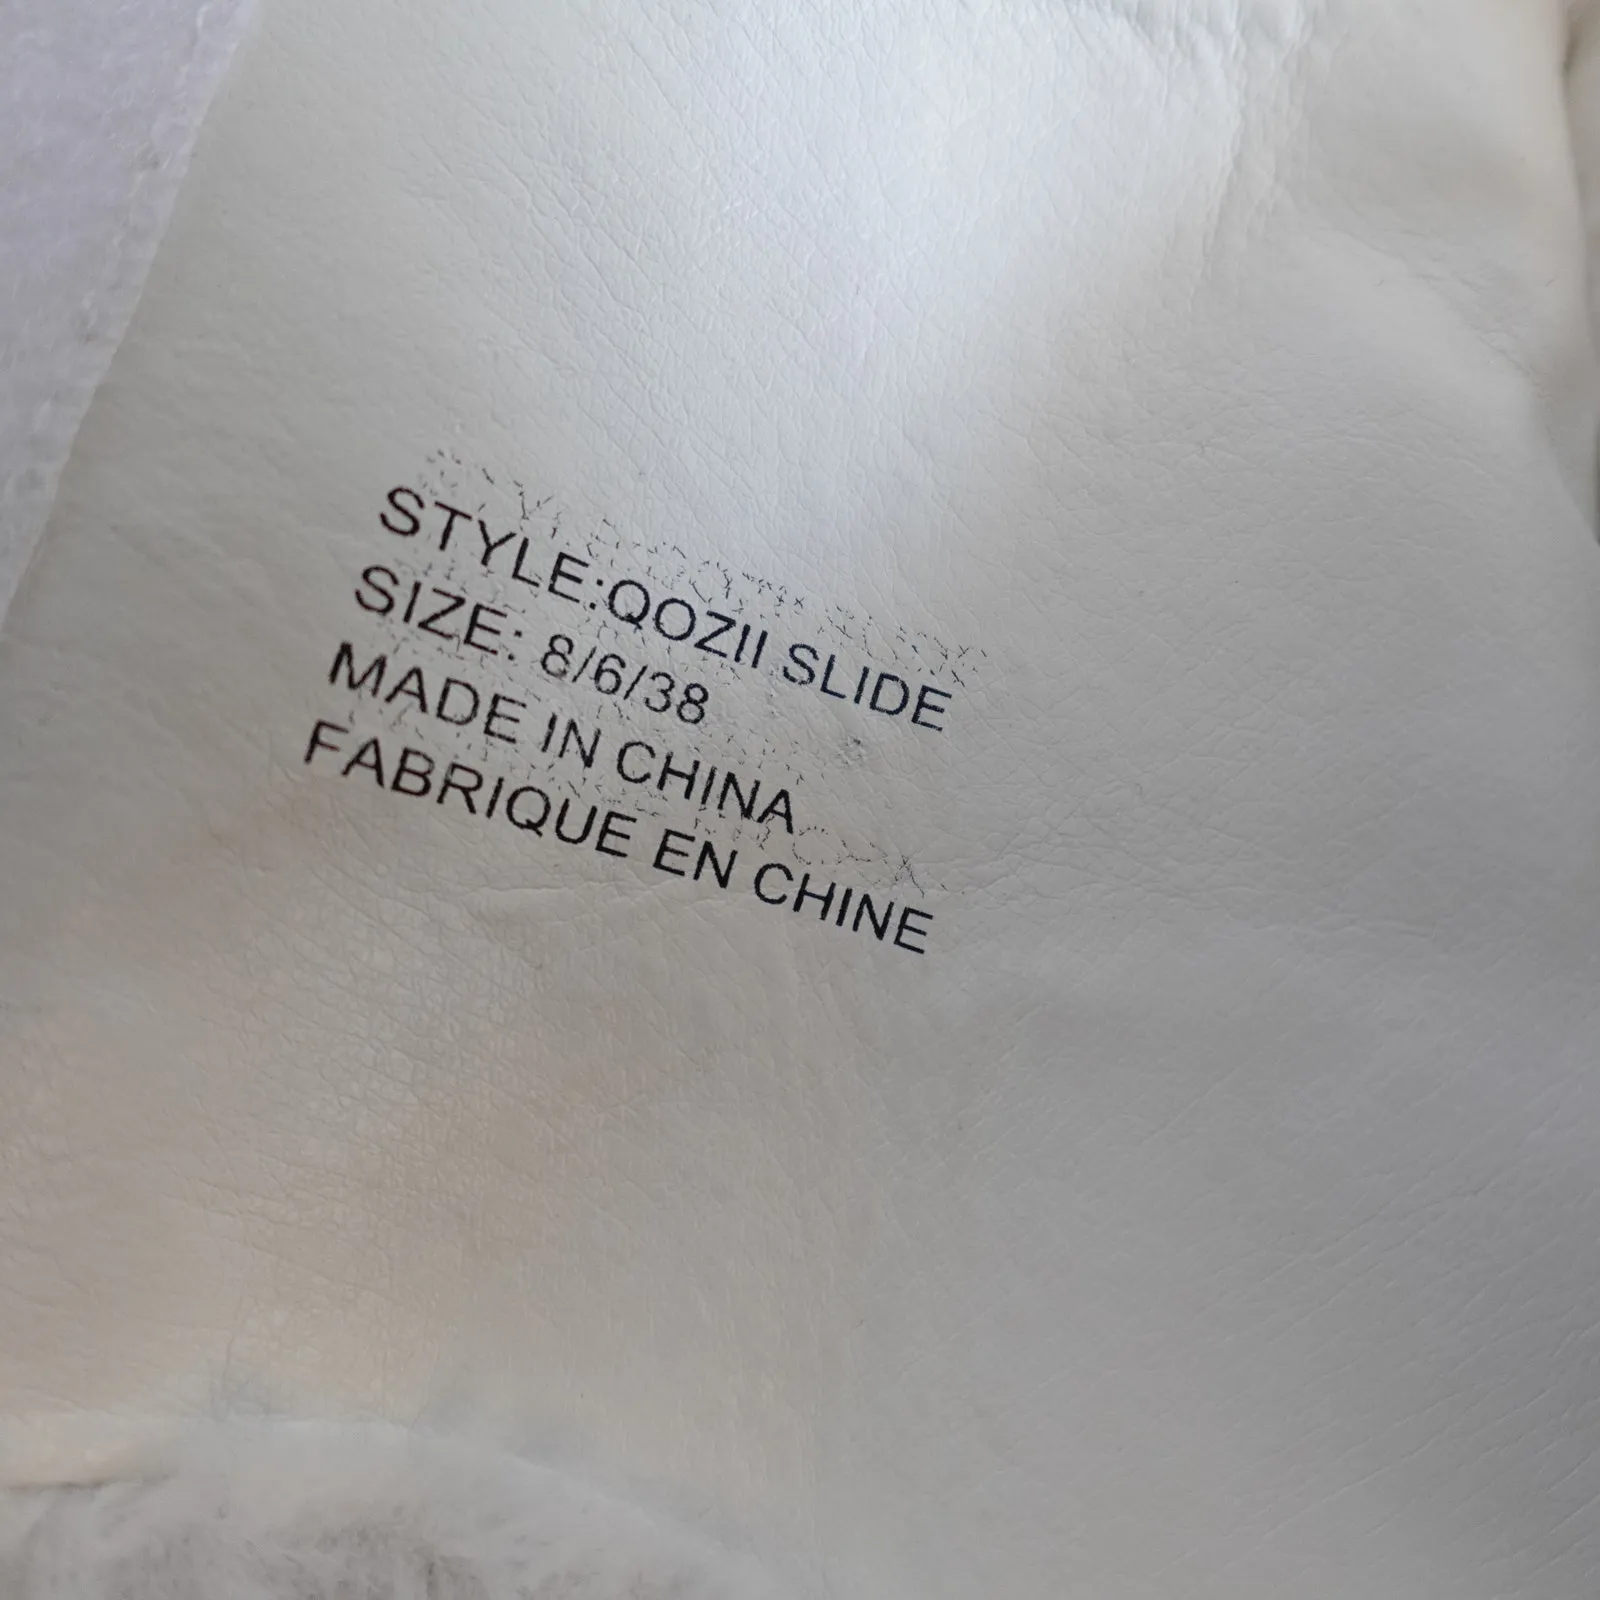 STYLE:QOZII SLIDE
SIZE: 8/6/38
MADE IN CHINA
FABRIQUE EN CHINE